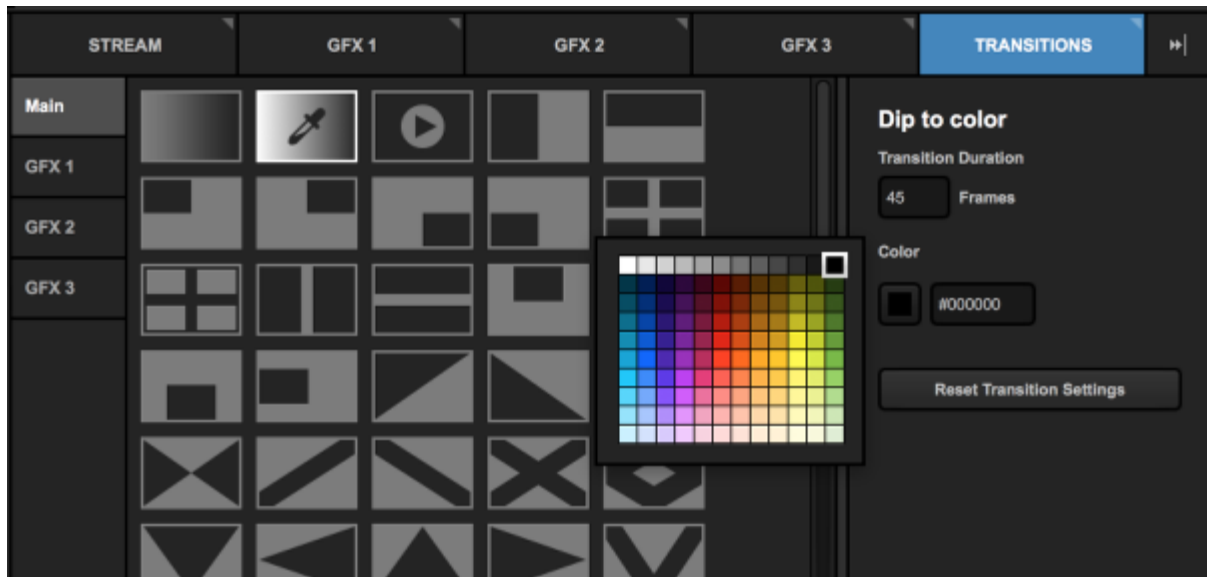 STREAM
GFX 1
GFX 2
GFX 3
TRANSITIONS
Main
GFX 1
GFX 2
GFX 3
Dip to color
Transition Duration
45 Frames
Color
#000000
Reset Transition Settings